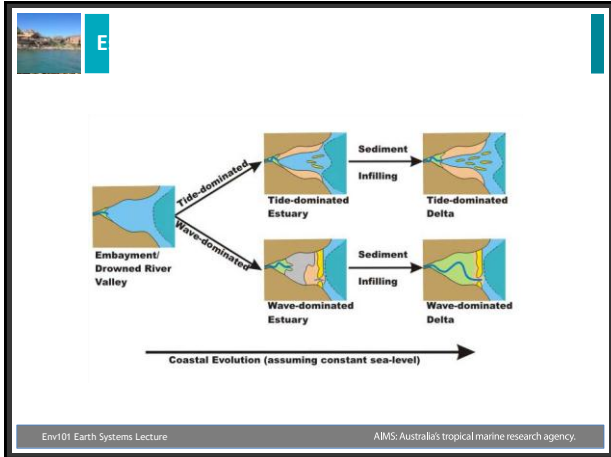 E
Tide-dominated
Wave-dominated
Embayment/
Drowned River
Valley
Tide-dominated
Estuary
Sediment
Infilling
Tide-dominated
Delta
Wave-dominated
Estuary
Sediment
Infilling
Wave-dominated
Delta
Coastal Evolution (assuming constant sea-level)
Env101 Earth Systems Lecture
AIMS: Australia's tropical marine research agency.